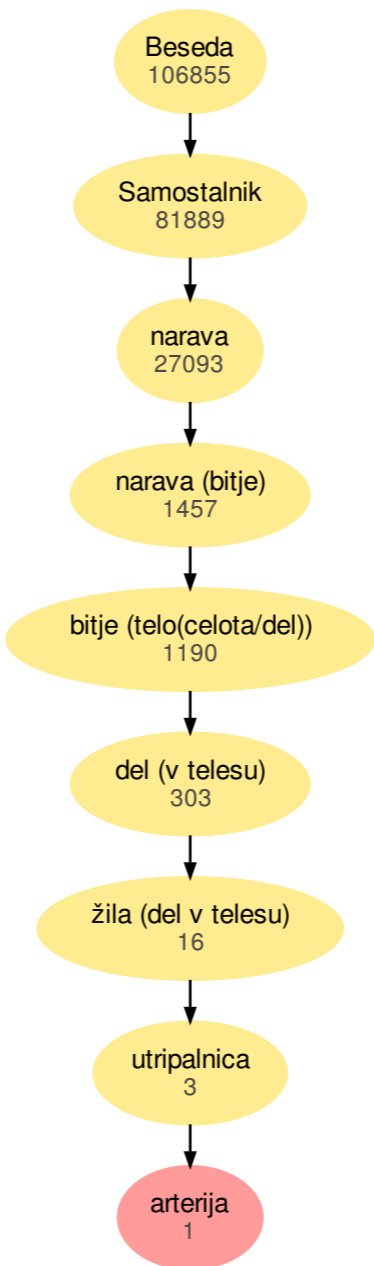 Beseda
106855
Samostalnik
81889
narava
27093
narava (bitje)
1457
bitje (telo(celota/del))
1190
del (v telesu)
303
žila (del v telesu)
16
utripalnica
3
arterija
1